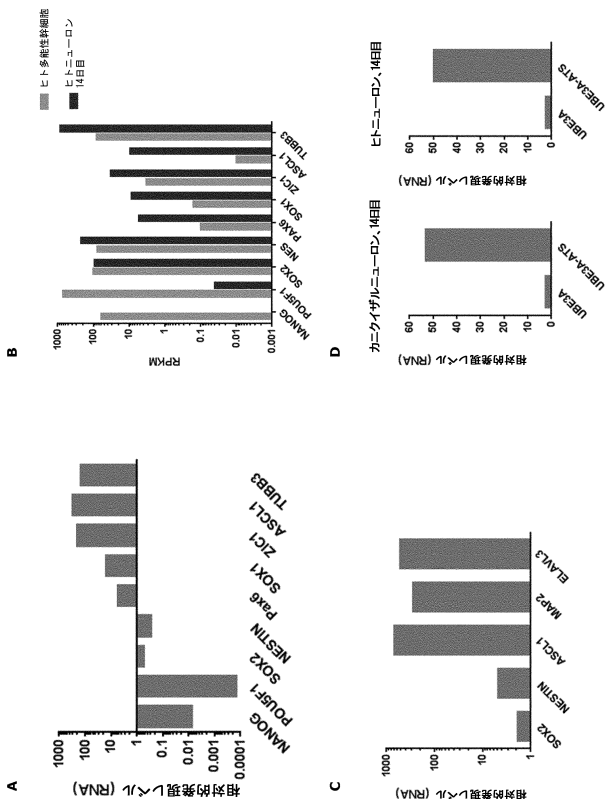 A
1000
100
10
1
0.1
0.01
0.001
0.0001
相対的発現レベル (RNA)
NANOG
POU5F1
SOX2
NESTIN
Pax6
SOX1
ZIC1
ASCL1
TUBB3
B
ヒト多能性幹細胞
ヒトニューロン
14日目
1000
100
10
1
0.1
0.01
0.001
RPKM
NANOG
POU5F1
SOX2
NES
PAX6
SOX1
ZIC1
ASCL1
TUBB3
C
1000
100
10
1
相対的発現レベル (RNA)
SOX2
NESTIN
ASCL1
MAP2
ELAVL3
D
カニクイザルニューロン、14日目
60
50
40
30
20
10
0
相対的発現レベル (RNA)
UBE3A
UBE3A-ATS
ヒトニューロン、14日目
60
50
40
30
20
10
0
相対的発現レベル (RNA)
UBE3A
UBE3A-ATS